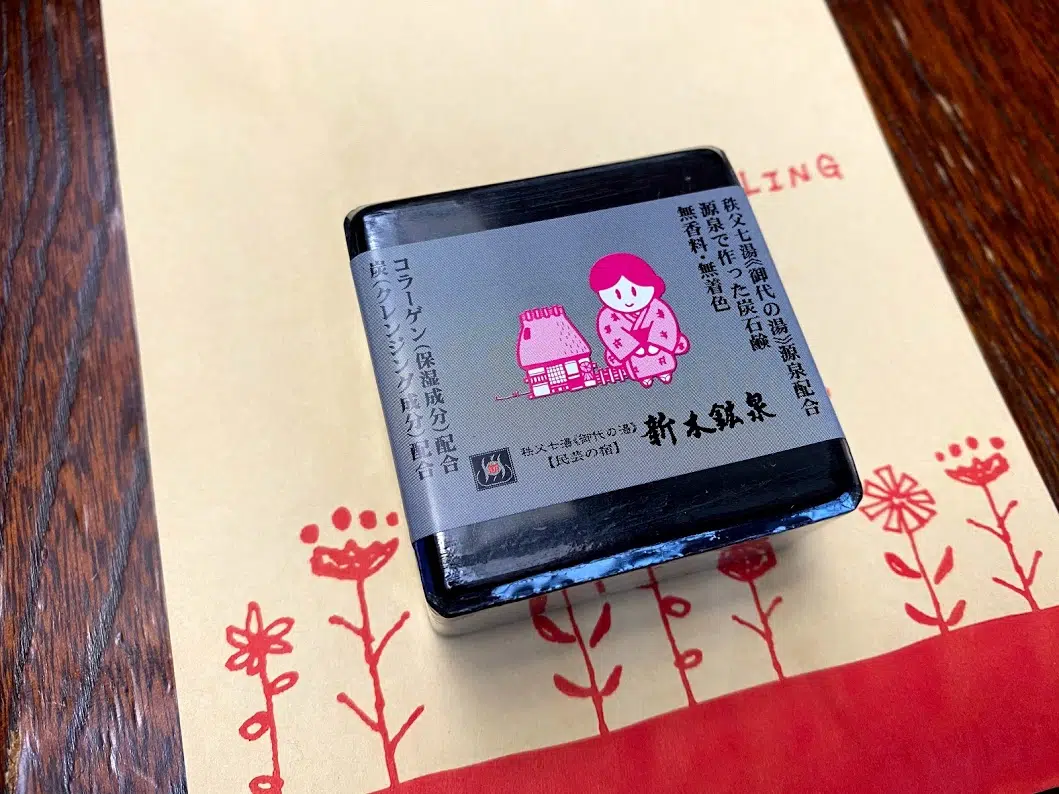 秩父七湯《御代の湯》源泉配合
源泉で作った炭石鹸
無香料・無着色
コラーゲン(保湿成分)配合
炭(クレンジング成分)配合
秩父七湯《御代の湯》
【民芸の宿】
新木鉱泉
LING